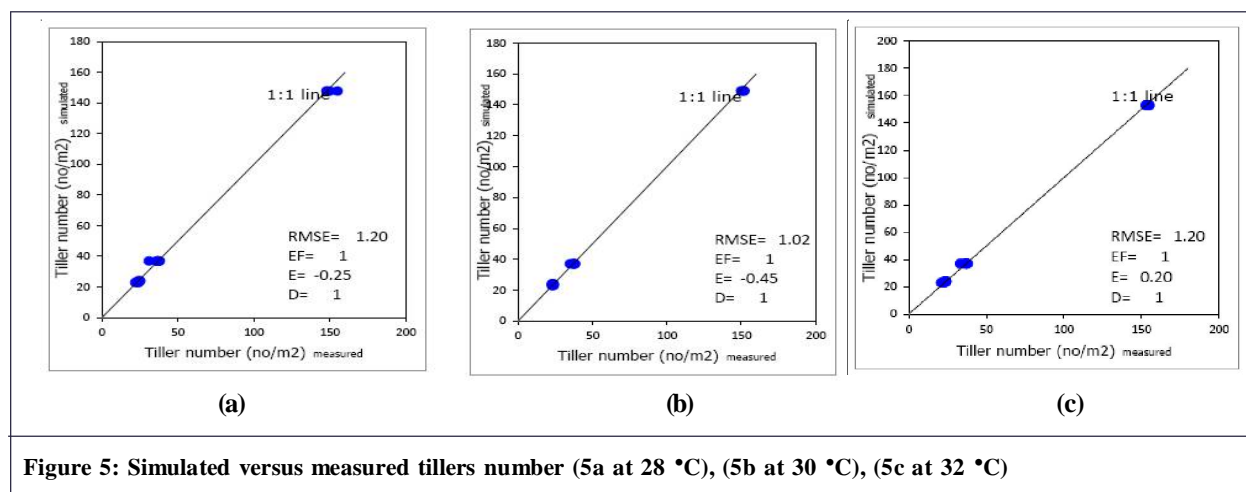 180
160
140
120
100
80
60
40
20
0
Tiller number (no/m2) simulated
1:1 line
RMSE= 1.20
EF= 1
E= -0.25
D= 1
0 50 100 150 200
Tiller number (no/m2) measured
(a)
180
160
140
120
100
80
60
40
20
0
Tiller number (no/m2) simulated
1:1 line
RMSE= 1.02
EF= 1
E= -0.45
D= 1
0 50 100 150 200
Tiller number (no/m2) measured
(b)
200
180
160
140
120
100
80
60
40
20
0
Tiller number (no/m2) simulated
1:1 line
RMSE= 1.20
EF= 1
E= 0.20
D= 1
0 50 100 150 200
Tiller number (no/m2) measured
(c)
Figure 5: Simulated versus measured tillers number (5a at 28 °C), (5b at 30 °C), (5c at 32 °C)